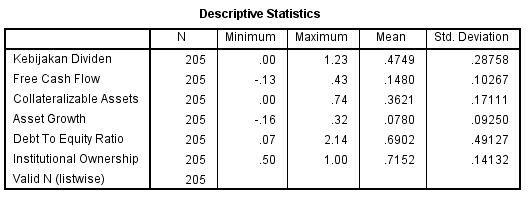 Descriptive Statistics
N Minimum Maximum Mean Std. Deviation
Kebijakan Dividen 205 .00 1.23 .4749 .28758
Free Cash Flow 205 -.13 .43 .1480 .10267
Collateralizable Assets 205 .00 .74 .3621 .17111
Asset Growth 205 -.16 .32 .0780 .09250
Debt To Equity Ratio 205 .07 2.14 .6902 .49127
Institutional Ownership 205 .50 1.00 .7152 .14132
Valid N (listwise) 205